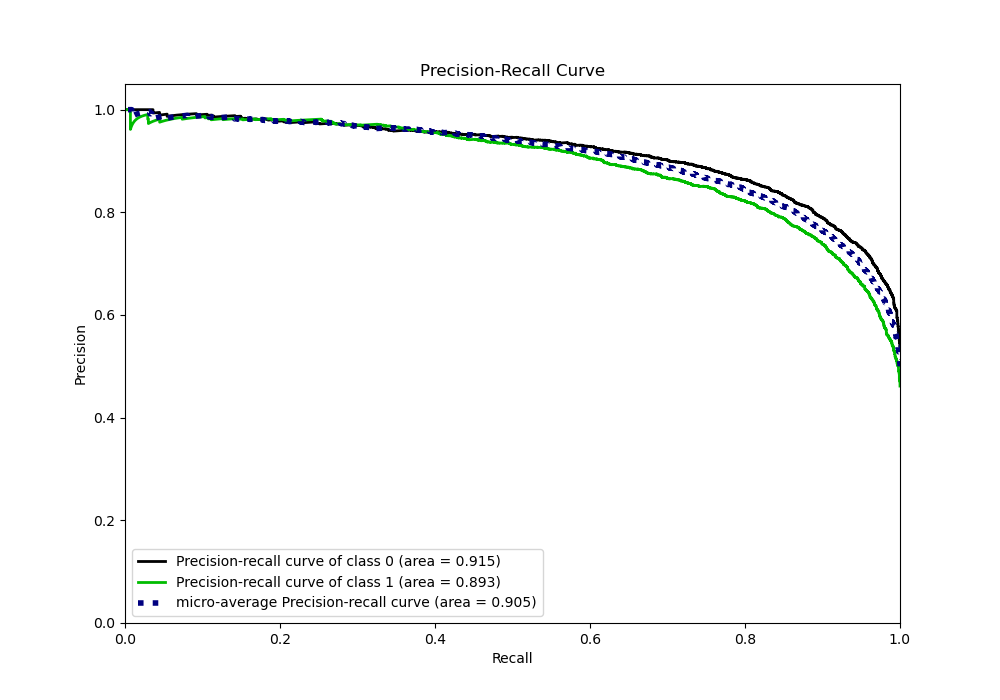 Precision-Recall Curve
1.0
0.8
0.6
0.4
0.2
0.0
Precision
Precision-recall curve of class 0 (area = 0.915)
Precision-recall curve of class 1 (area = 0.893)
micro-average Precision-recall curve (area = 0.905)
0.0 0.2 0.4 0.6 0.8 1.0
Recall